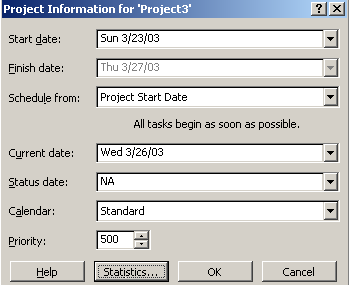 Project Information for 'Project3'
Start date: Sun 3/23/03
Finish date: Thu 3/27/03
Schedule from: Project Start Date
All tasks begin as soon as possible.
Current date: Wed 3/26/03
Status date: NA
Calendar: Standard
Priority: 500
Help Statistics... OK Cancel